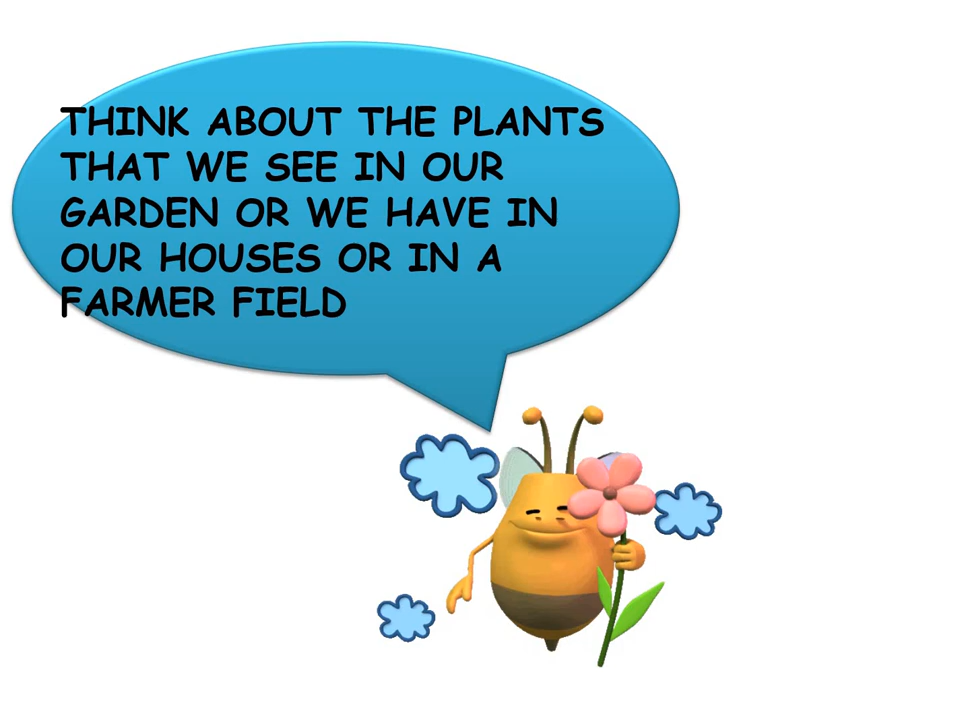 THINK ABOUT THE PLANTS
THAT WE SEE IN OUR
GARDEN OR WE HAVE IN
OUR HOUSES OR IN A
FARMER FIELD